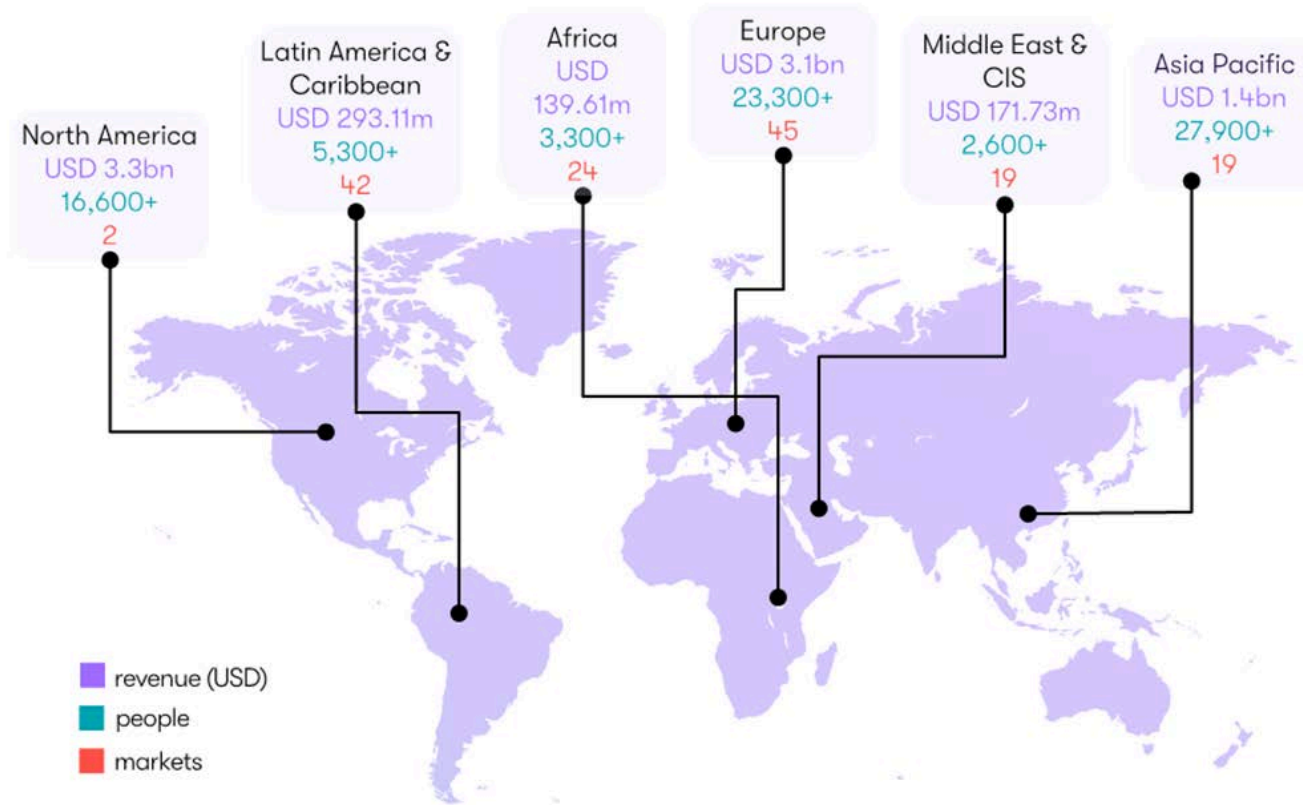 North America
USD 3.3bn
16,600+
2
Latin America &
Caribbean
USD 293.11m
5,300+
42
Africa
USD
139.61m
3,300+
24
Europe
USD 3.1bn
23,300+
45
Middle East &
CIS
USD 171.73m
2,600+
19
Asia Pacific
USD 1.4bn
27,900+
19
revenue (USD)
people
markets